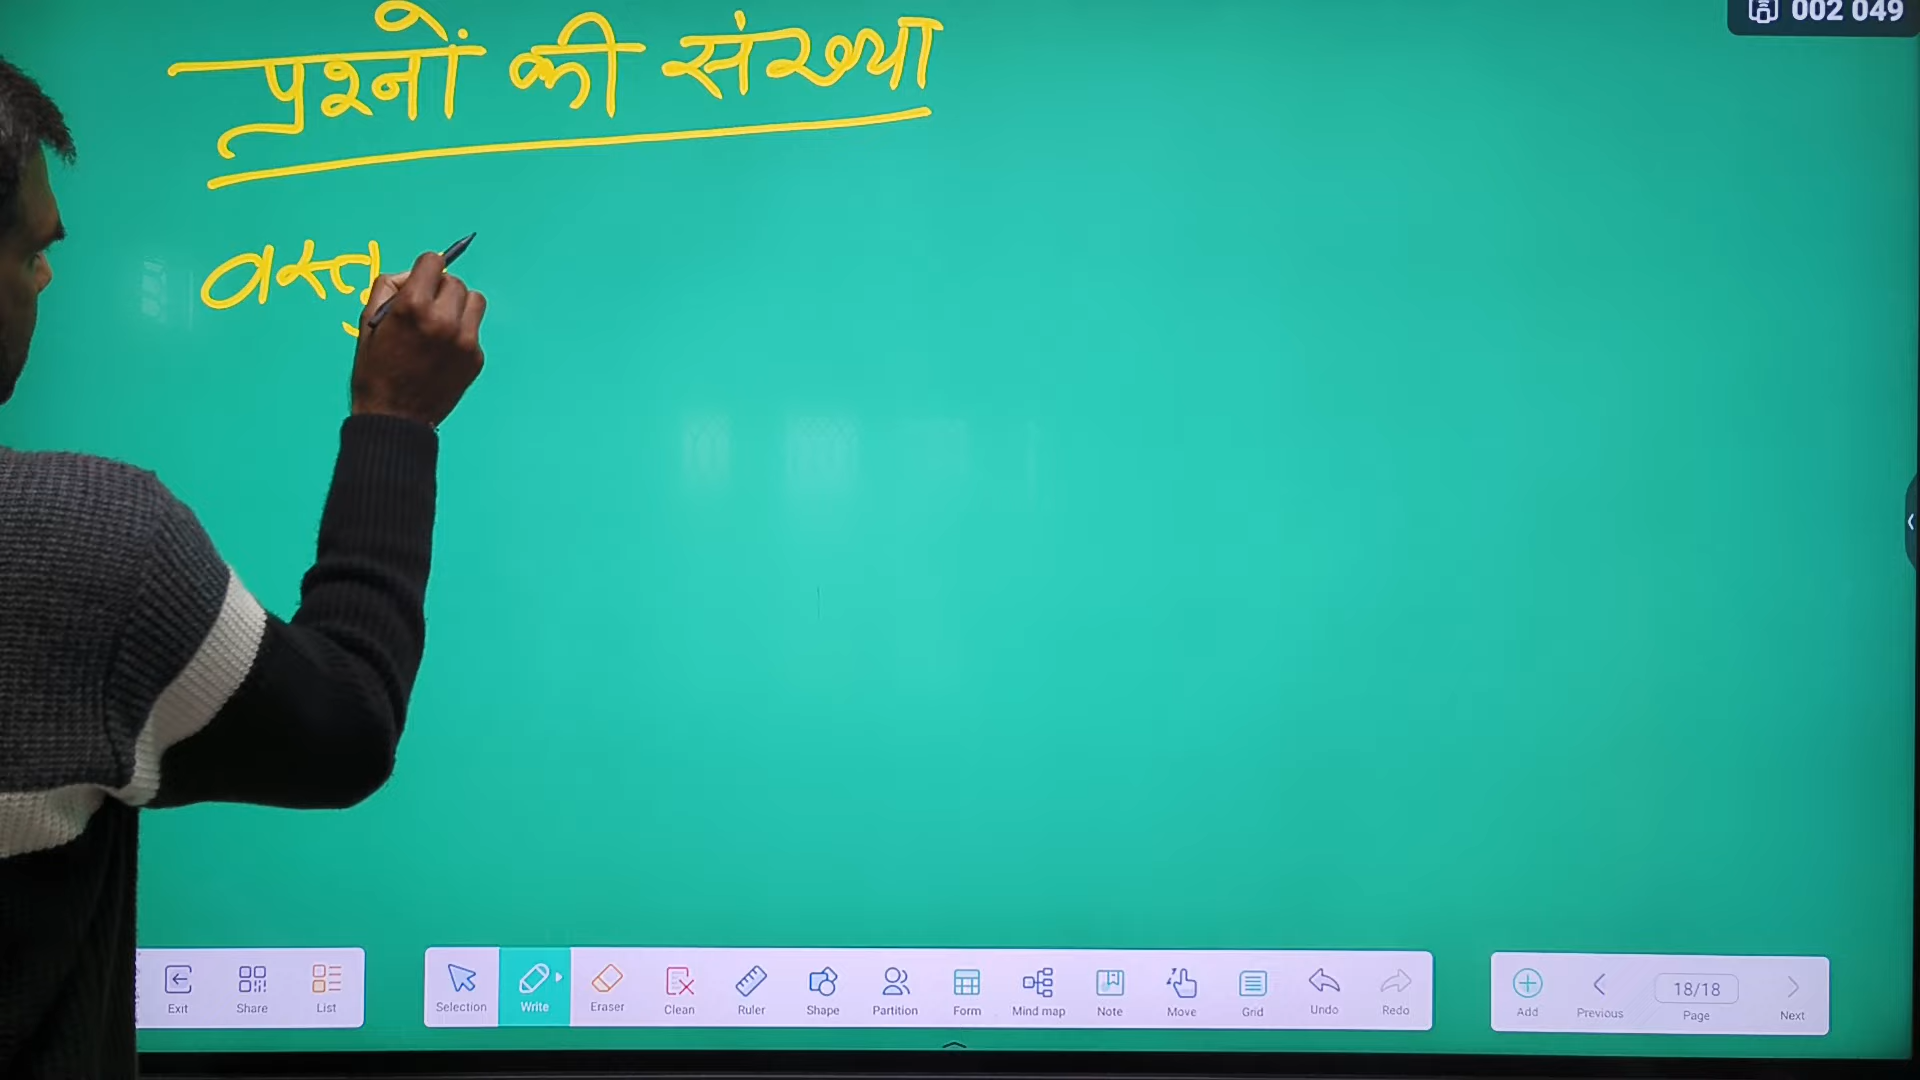 002 049
प्रश्नों की संख्या
वस्तु
Exit
Share
List
Selection
Write
Eraser
Clean
Ruler
Shape
Partition
Form
Mind map
Note
Move
Grid
Undo
Redo
Add
Previous
18/18
Page
Next